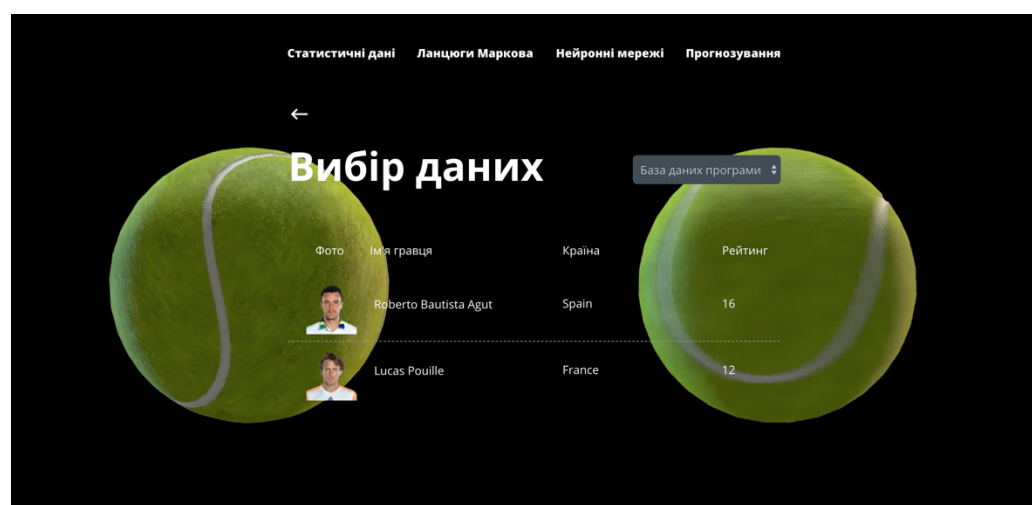 Статистичні дані Ланцюги Маркова Нейронні мережі Прогнозування
←
Вибір даних
База даних програми
Фото Ім'я гравця Країна Рейтинг
Roberto Bautista Agut Spain 16
Lucas Pouille France 12